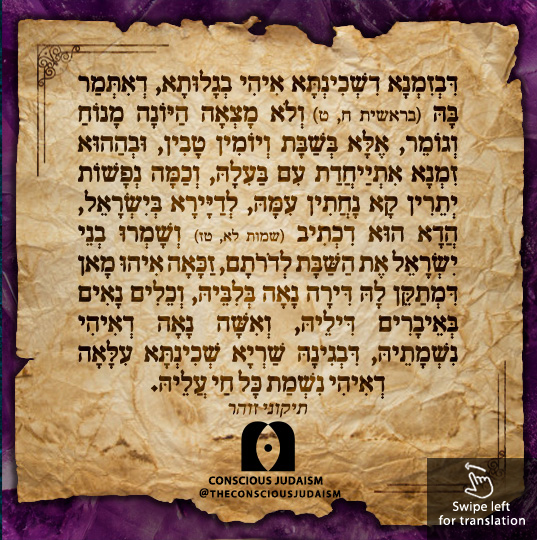 דִּבְזִמְנָא דִשְׁכִינְתָּא אִיהִי בְגָלוּתָא, דְאִתְּמַר
בָּהּ (בראשית ח, ט) וְלֹא מָצְאָה הַיּוֹנָה מָנוֹחַ
וְגוֹמֵר, אֶלָּא בְּשַׁבָּת וְיוֹמִין טָבִין, וּבְהַהוּא
זִמְנָא אִתְיַיחֲדַת עִם בַּעְלָהּ, וְכַמָּה נְפָשׁוֹת
יְתֵרִין קָא נָחֲתִין עִמָּהּ, לְדַיְּירָא בְּיִשְׂרָאֵל,
הֲדָא הוּא דִכְתִיב (שמות לא, טז) וְשָׁמְרוּ בְנֵי
יִשְׂרָאֵל אֶת הַשַּׁבָּת לְדֹרֹתָם, זַכָּאָה אִיהוּ מָאן
דִּמְתַקֵּן לָהּ דִּירָה נָאָה בְּלִבֵּיהּ, וְכֵלִים נָאִים
בְּאֵיבָרִים דִּילֵיהּ, וְאִשָּׁה נָאָה דְאִיהִי
נִשְׁמָתֵיהּ, דִּבְגִינָהּ שַׁרְיָא שְׁכִינְתָּא עִלָּאָה
דְאִיהִי נִשְׁמַת כָּל חַי עֲלֵיהּ.
תיקוני זוהר
CONSCIOUS JUDAISM
@THECONSCIOUSJUDAISM
Swipe left
for translation